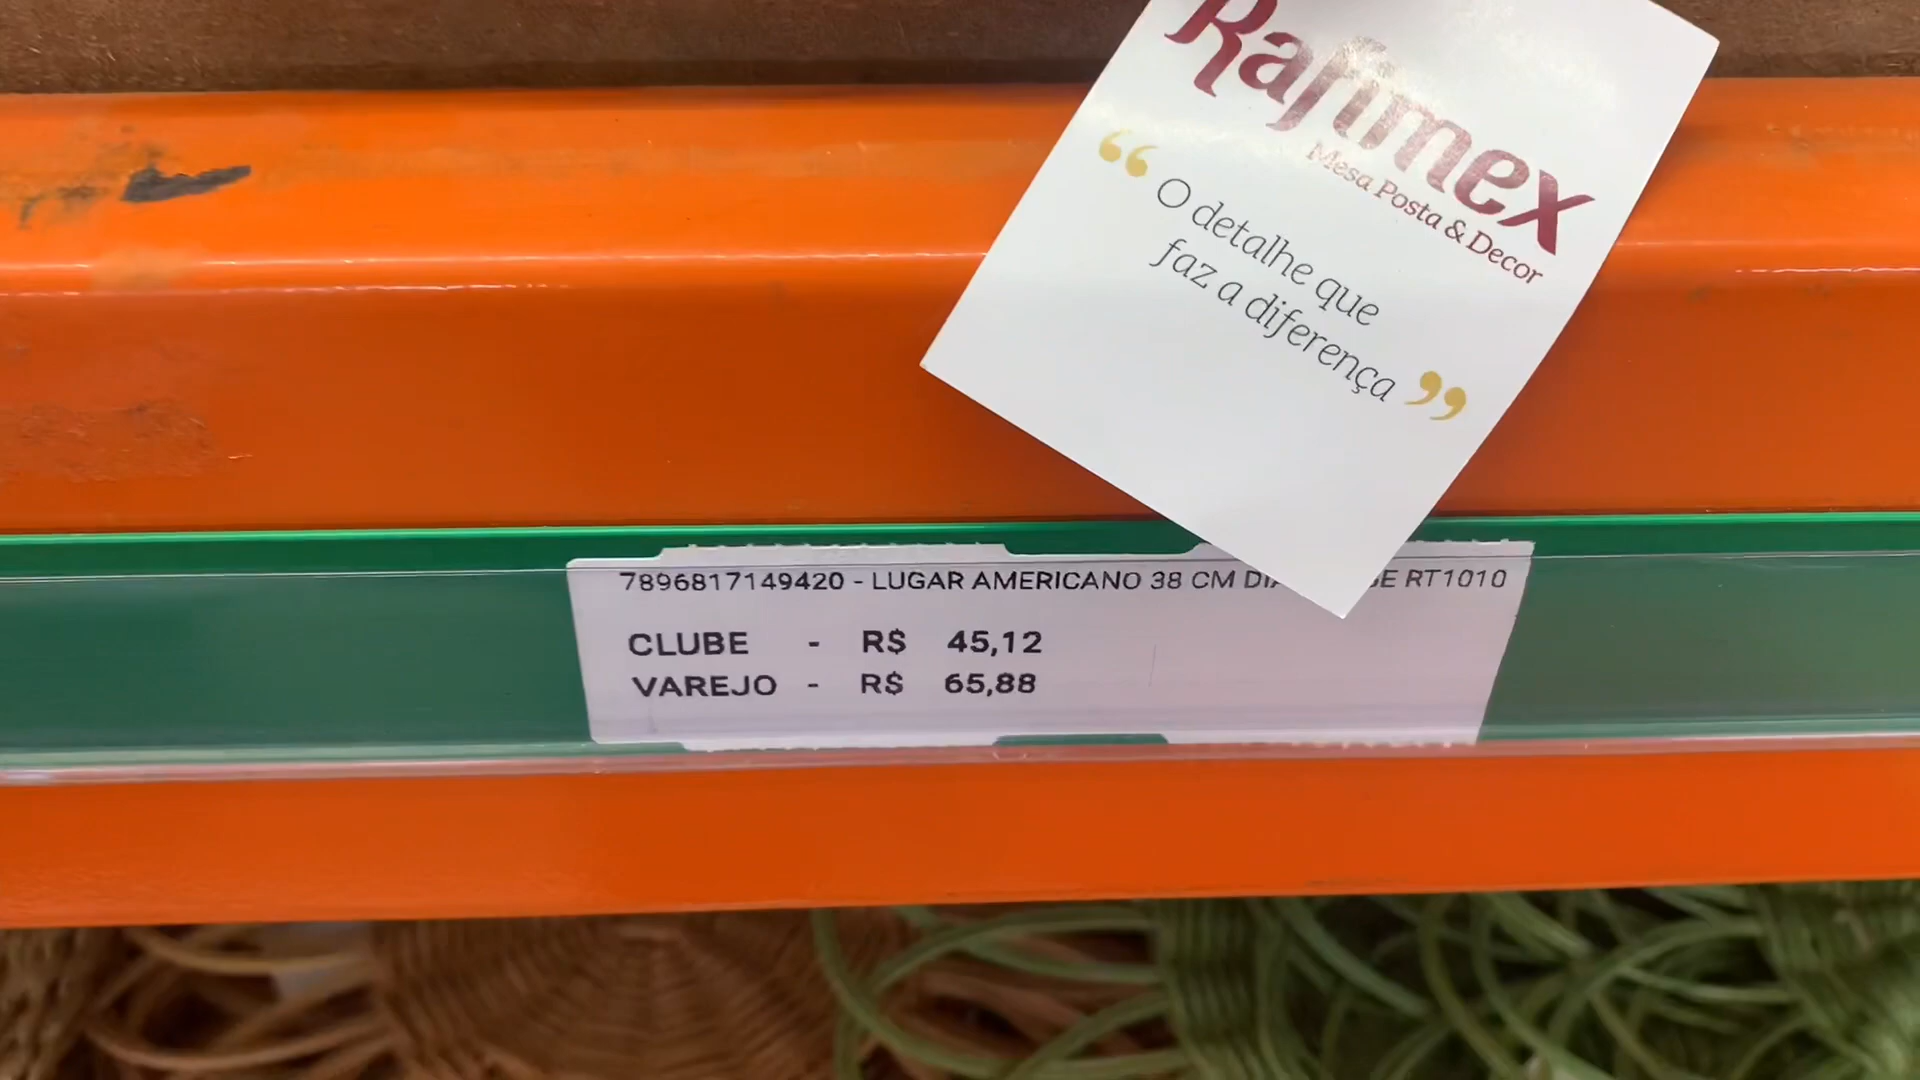 Rafimex
Mesa Posta & Decor
“ O detalhe que
faz a diferença ”
7896817149420 - LUGAR AMERICANO 38 CM RT1010
CLUBE - R$ 45,12
VAREJO - R$ 65,88